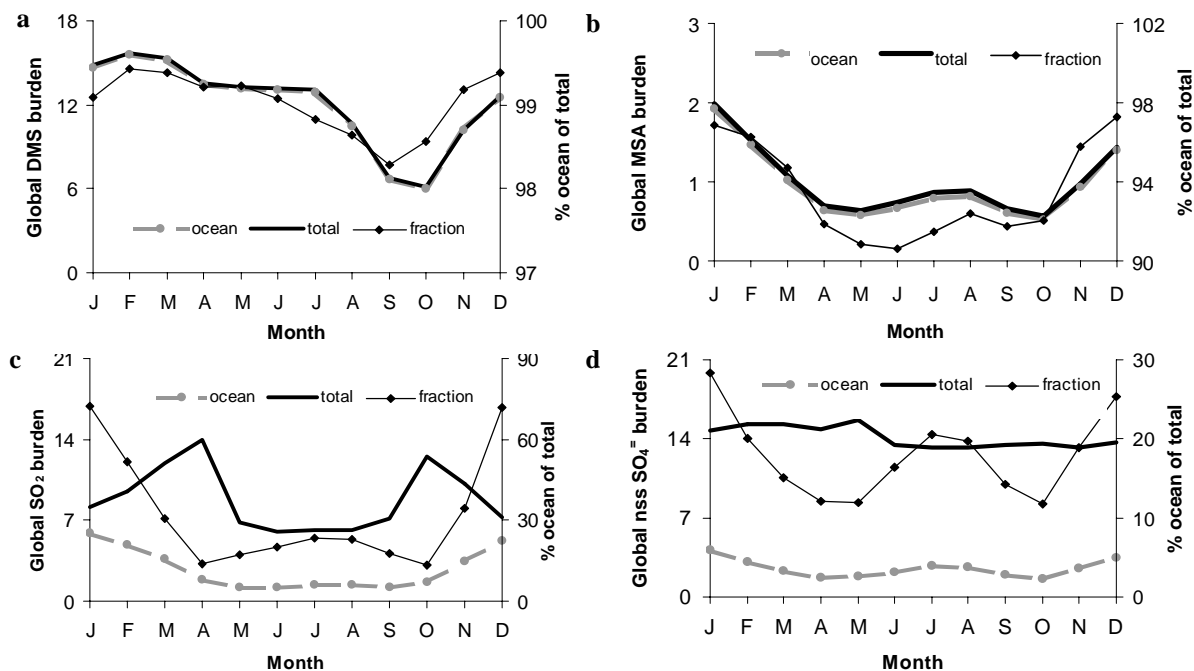 a
18
12
6
0
Global DMS burden
100
99
98
97
% ocean of total
ocean total fraction
J F M A M J J A S O N D
Month
b
3
2
1
0
Global MSA burden
102
98
94
90
% ocean of total
ocean total fraction
J F M A M J J A S O N D
Month
c
21
14
7
0
Global SO2 burden
90
60
30
0
% ocean of total
ocean total fraction
J F M A M J J A S O N D
Month
d
21
14
7
0
Global nss SO4= burden
30
20
10
0
% ocean of total
ocean total fraction
J F M A M J J A S O N D
Month